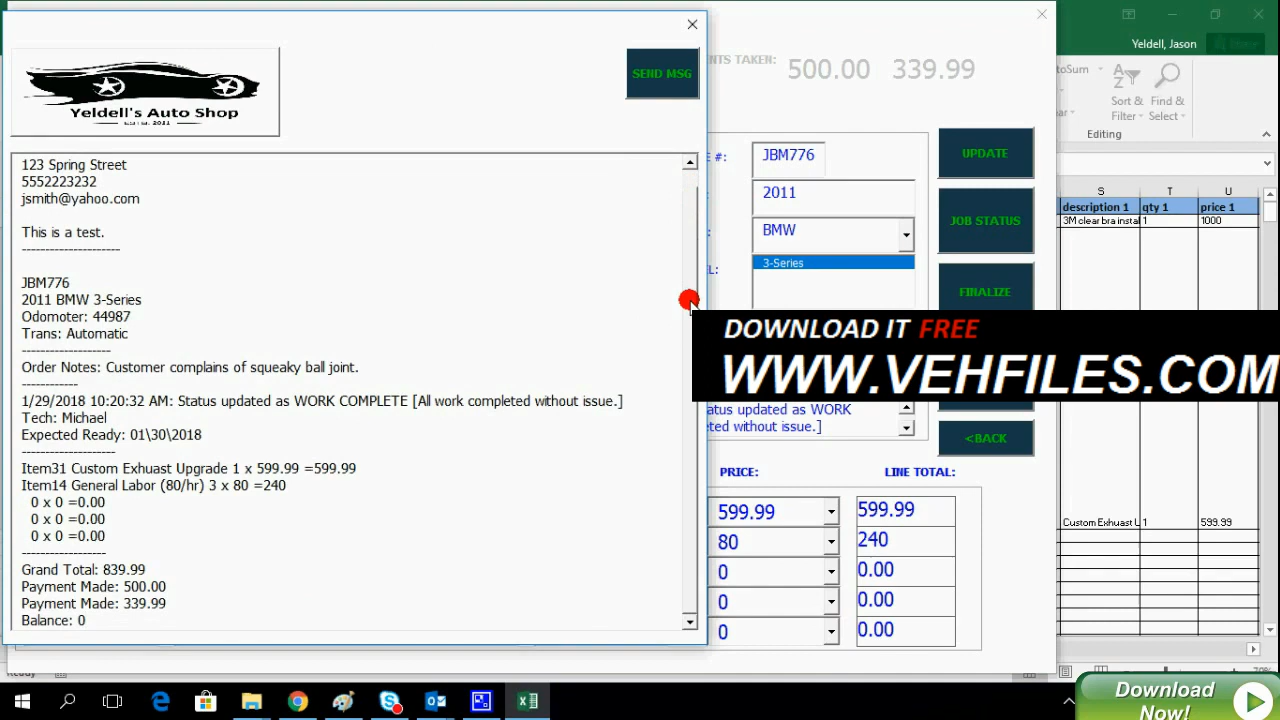 Yeldell, Jason
SEND MSG
NTS TAKEN:
500.00
339.99
Yeldell's Auto Shop
utoSum
Sort & Filter
Find & Select
Editing
123 Spring Street
5552223232
jsmith@yahoo.com
This is a test.
---------------------
JBM776
2011 BMW 3-Series
Odomoter: 44987
Trans: Automatic
-------------------
Order Notes: Customer complains of squeaky ball joint.
------------
1/29/2018 10:20:32 AM: Status updated as WORK COMPLETE [All work completed without issue.]
Tech: Michael
Expected Ready: 01\30\2018
--------------------
Item31 Custom Exhuast Upgrade 1 x 599.99 =599.99
Item14 General Labor (80/hr) 3 x 80 =240
0 x 0 =0.00
0 x 0 =0.00
0 x 0 =0.00
------------------
Grand Total: 839.99
Payment Made: 500.00
Payment Made: 339.99
Balance: 0
E #:
JBM776
2011
BMW
L:
3-Series
UPDATE
JOB STATUS
FINALIZE
<BACK
DOWNLOAD IT FREE
WWW.VEHFILES.COM
tatus updated as WORK
eted without issue.]
PRICE:
LINE TOTAL:
599.99
599.99
80
240
0
0.00
0
0.00
0
0.00
S
T
U
description 1
qty 1
price 1
3M clear bra instal
1
1000
Custom Exhuast U
1
599.99
Ready
70%
Download
Now!